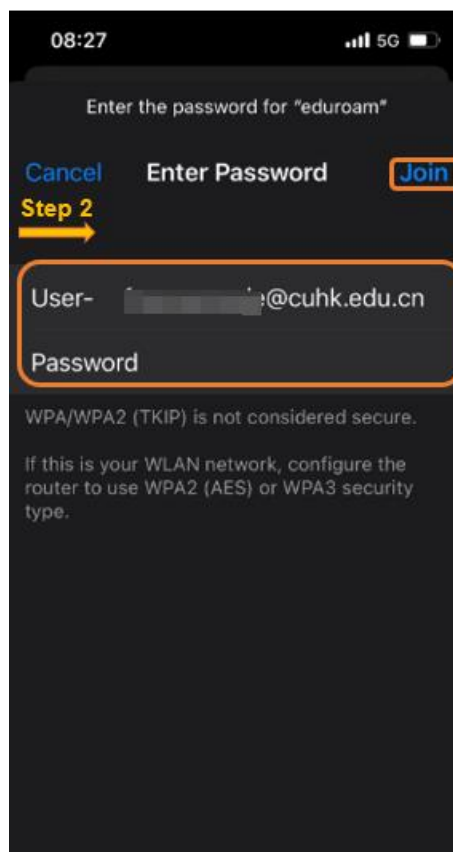 08:27 5G
Enter the password for "eduroam"
Cancel Enter Password Join
Step 2
User- @cuhk.edu.cn
Password
WPA/WPA2 (TKIP) is not considered secure.
If this is your WLAN network, configure the
router to use WPA2 (AES) or WPA3 security
type.